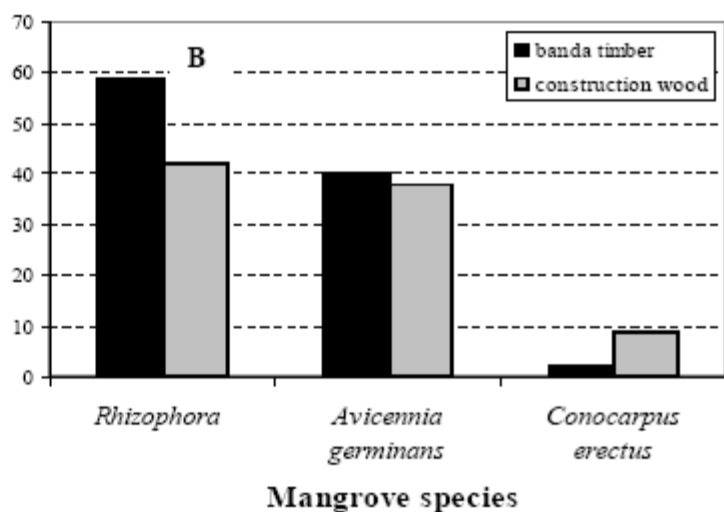 70
B
banda timber
construction wood
60
50
40
30
20
10
0
Rhizophora
Avicennia
germinans
Conocarpus
erectus
Mangrove species